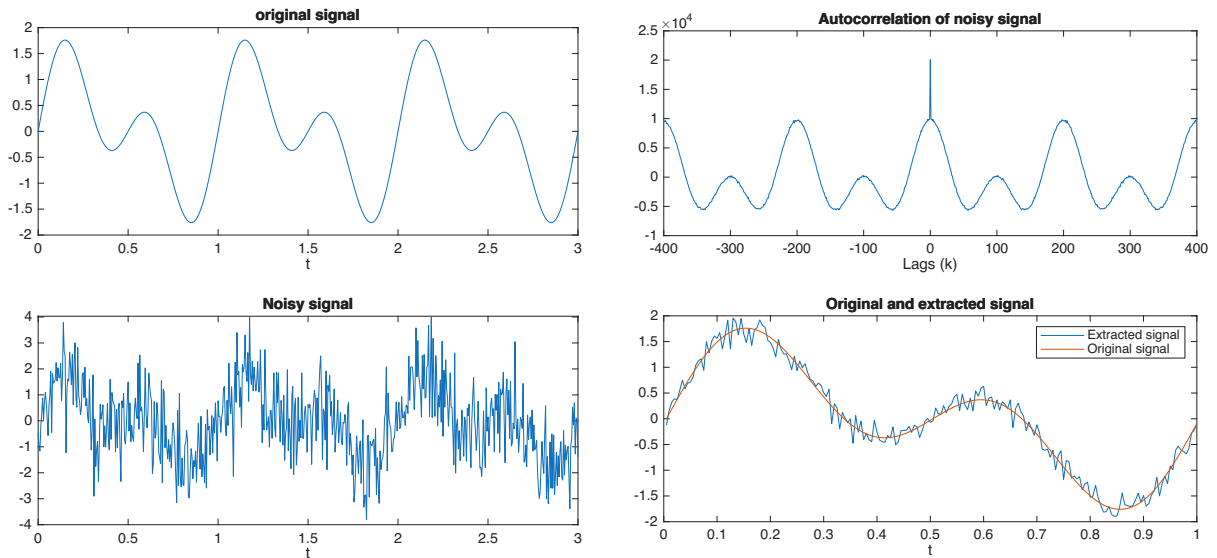 original signal
2
1.5
1
0.5
0
-0.5
-1
-1.5
-2
0 0.5 1 1.5 2 2.5 3
t
Autocorrelation of noisy signal
×10⁴
2.5
2
1.5
1
0.5
0
-0.5
-1
-400 -300 -200 -100 0 100 200 300 400
Lags (k)
Noisy signal
4
3
2
1
0
-1
-2
-3
-4
0 0.5 1 1.5 2 2.5 3
t
Original and extracted signal
2
1.5
1
0.5
0
-0.5
-1
-1.5
-2
Extracted signal
Original signal
0 0.1 0.2 0.3 0.4 0.5 0.6 0.7 0.8 0.9 1
t